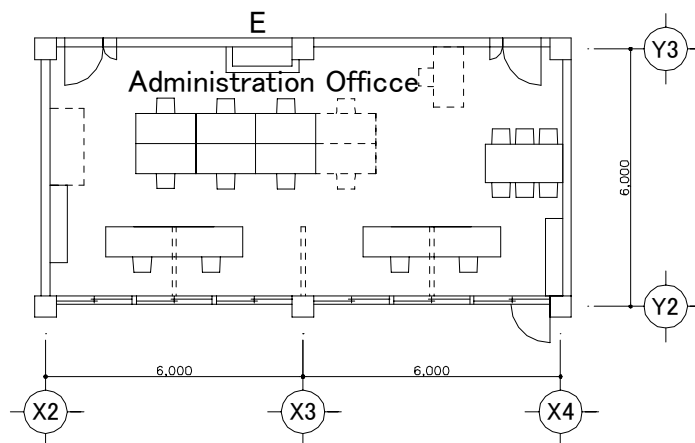 E
Administration Officce
Y3
6,000
Y2
6,000
6,000
X2
X3
X4